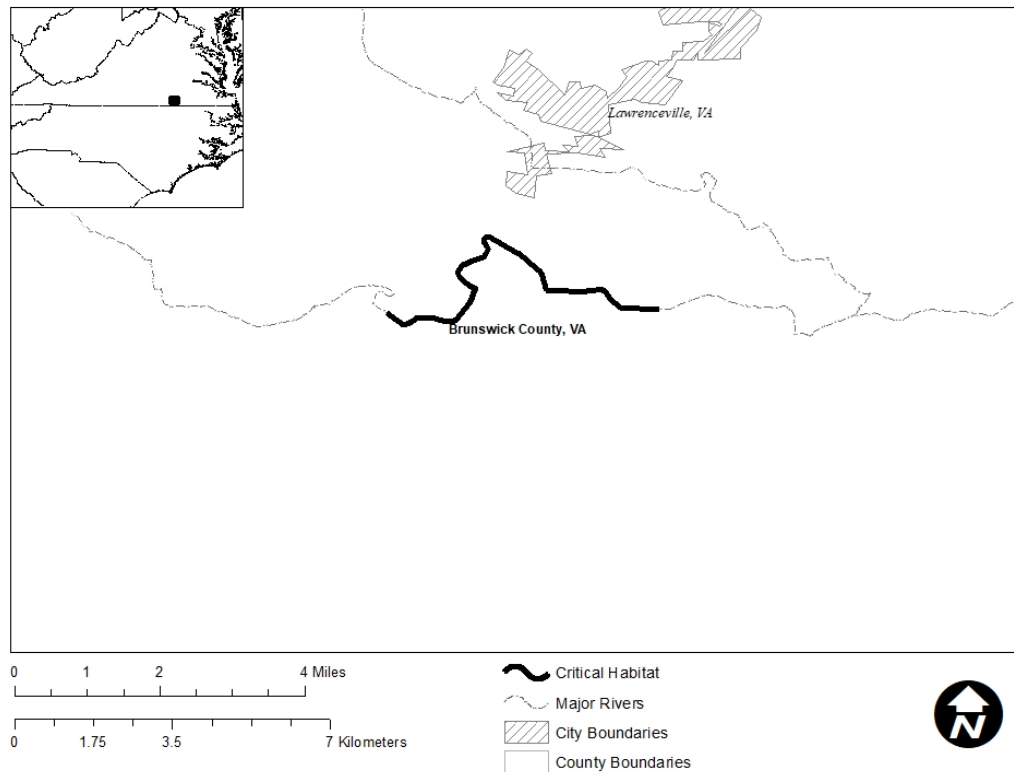 Lawrenceville, VA
Brunswick County, VA
0 1 2 4 Miles
0 1.75 3.5 7 Kilometers
Critical Habitat
Major Rivers
City Boundaries
County Boundaries
N